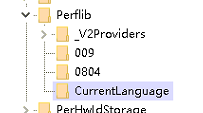 Perflib
_V2Providers
009
0804
CurrentLanguage
PerHwIdStorage